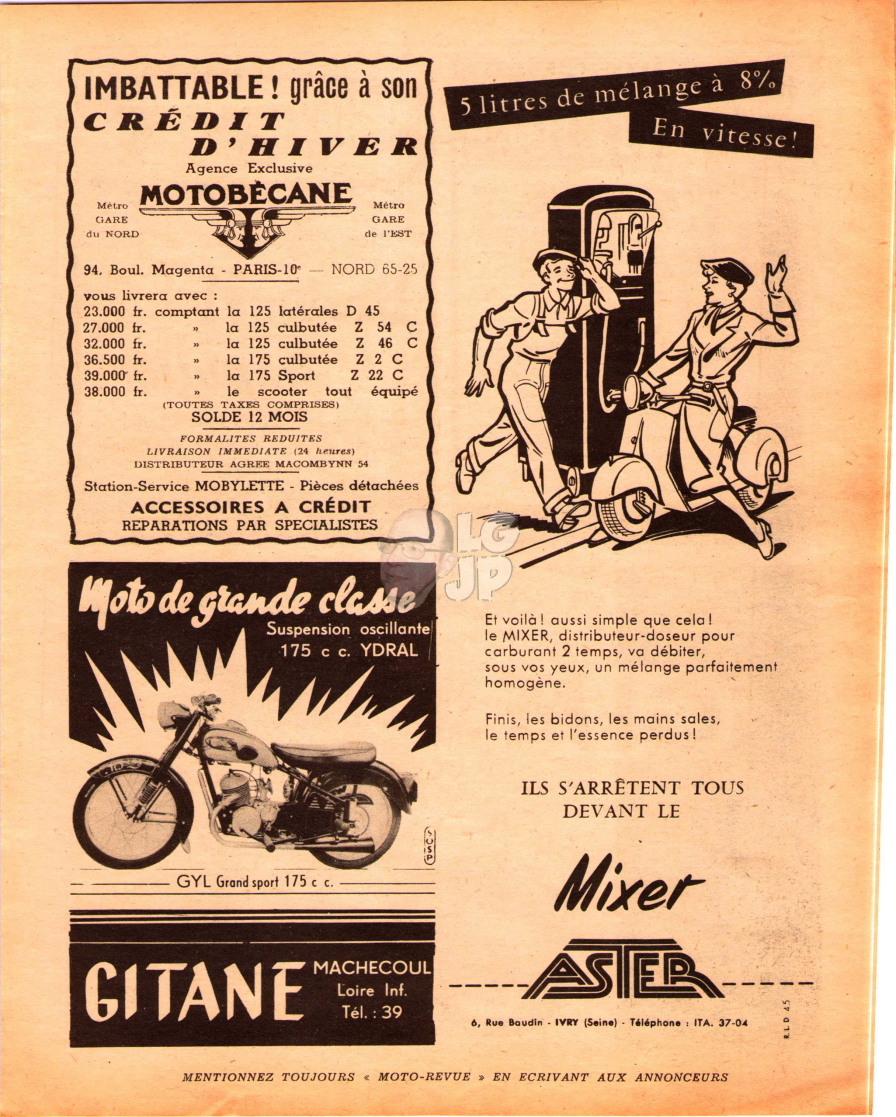 IMBATTABLE ! grâce à son
CRÉDIT
D'HIVER
Agence Exclusive
MOTOBÉCANE
Métro
GARE
du NORD
Métro
GARE
de l'EST
94, Boul. Magenta - PARIS-10e — NORD 65-25
vous livrera avec :
23.000 fr. comptant la 125 latérales D 45
27.000 fr. » la 125 culbutée Z 54 C
32.000 fr. » la 125 culbutée Z 46 C
36.500 fr. » la 175 culbutée Z 2 C
39.000 fr. » la 175 Sport Z 22 C
38.000 fr. » le scooter tout équipé
(TOUTES TAXES COMPRISES)
SOLDE 12 MOIS
FORMALITES REDUITES
LIVRAISON IMMEDIATE (24 heures)
DISTRIBUTEUR AGREE MACOMBYNN 54
Station-Service MOBYLETTE - Pièces détachées
ACCESSOIRES A CRÉDIT
REPARATIONS PAR SPECIALISTES
Moto de grande classe
Suspension oscillante
175 c c. YDRAL
SUSP
GYL Grand sport 175 c c.
GITANE
MACHECOUL
Loire Inf.
Tél. : 39
5 litres de mélange à 8%
En vitesse !
LG
JP
Et voilà ! aussi simple que cela !
le MIXER, distributeur-doseur pour
carburant 2 temps, va débiter,
sous vos yeux, un mélange parfaitement
homogène.
Finis, les bidons, les mains sales,
le temps et l'essence perdus !
ILS S'ARRÊTENT TOUS
DEVANT LE
Mixer
ASTER
6, Rue Baudin - IVRY (Seine) - Téléphone : ITA. 37-04
R.L.D 45
MENTIONNEZ TOUJOURS « MOTO-REVUE » EN ECRIVANT AUX ANNONCEURS